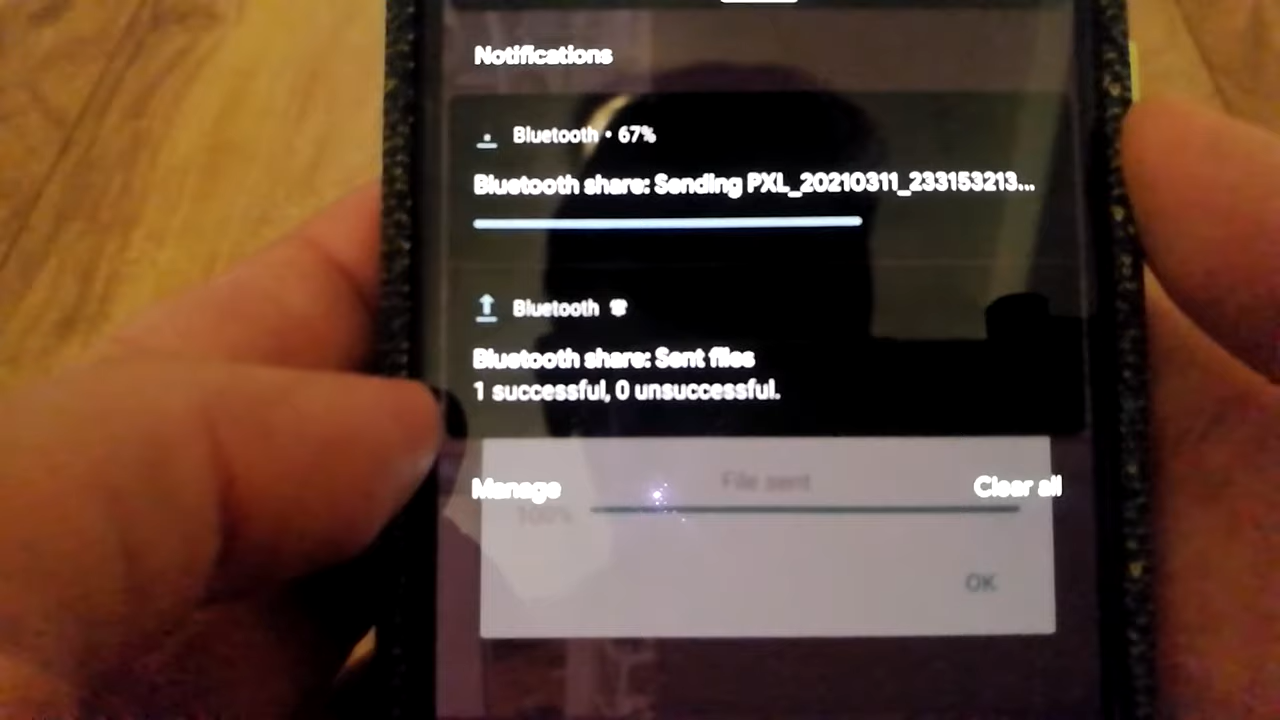 Notifications
Bluetooth • 67%
Bluetooth share: Sending PXL_20210311_233153213...
Bluetooth
Bluetooth share: Sent files
1 successful, 0 unsuccessful.
File sent
Manage
Clear all
100%
OK